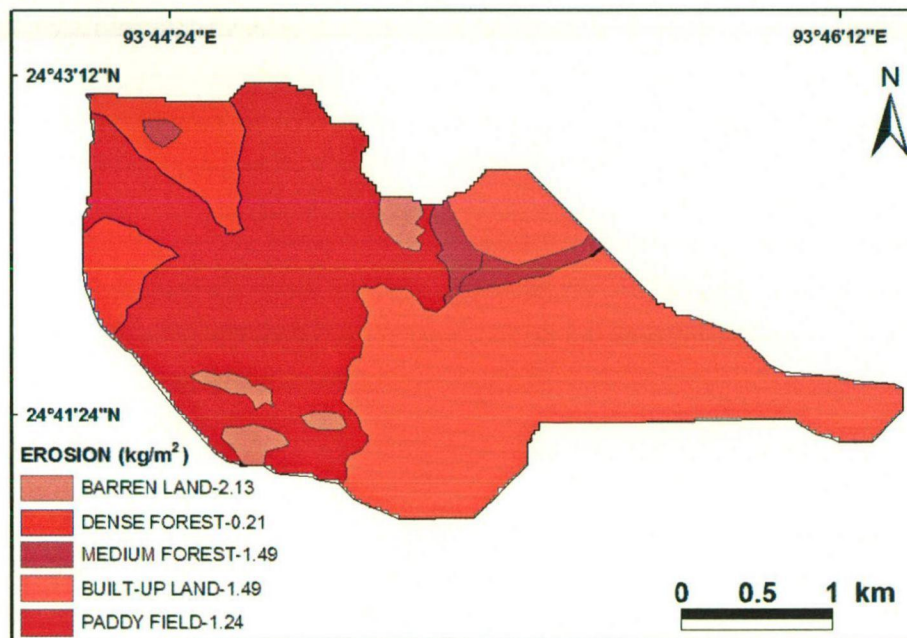 93°44'24"E
93°46'12"E
24°43'12"N
N
24°41'24"N
EROSION (kg/m²)
BARREN LAND-2.13
DENSE FOREST-0.21
MEDIUM FOREST-1.49
BUILT-UP LAND-1.49
PADDY FIELD-1.24
0 0.5 1 km